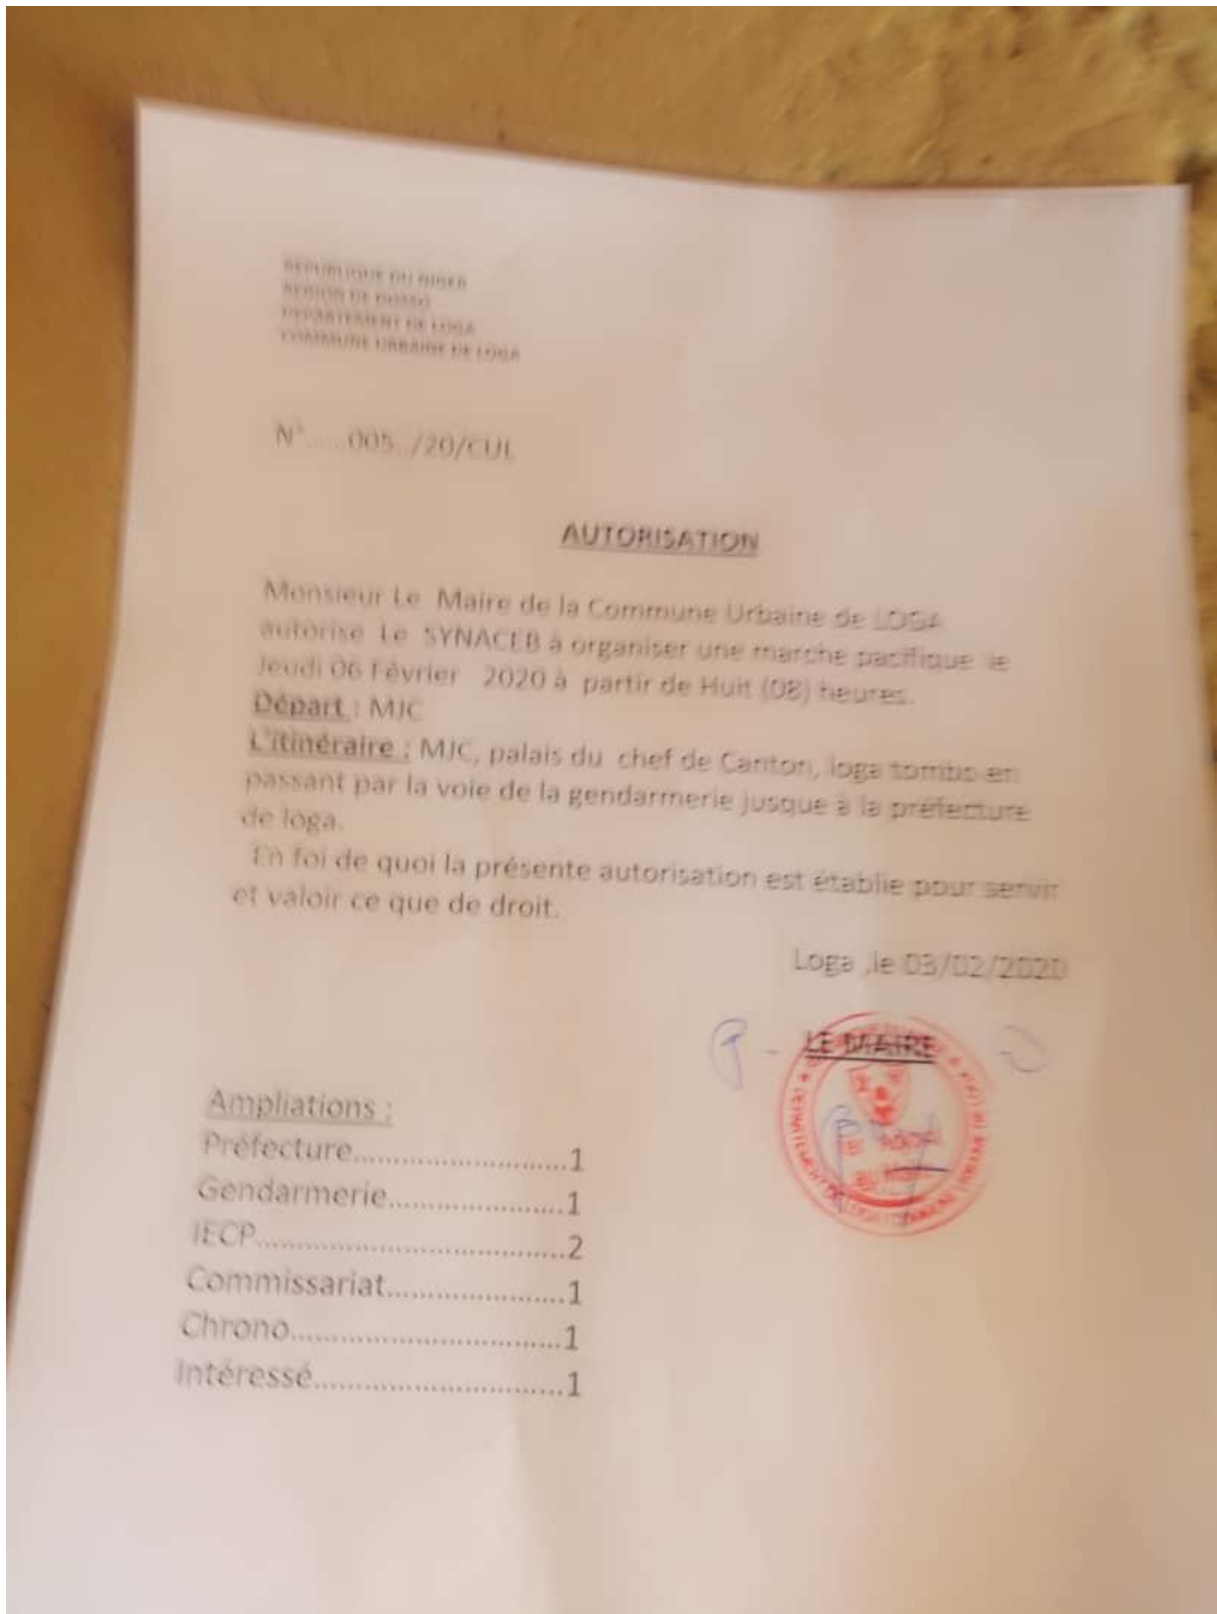 REPUBLIQUE DU NIGER
REGION DE DOSSO
DEPARTEMENT DE LOGA
COMMUNE URBAINE DE LOGA
N°......005../20/CUL
AUTORISATION
Monsieur Le Maire de la Commune Urbaine de LOGA
autorise Le SYNACEB à organiser une marche pacifique le
Jeudi 06 Février 2020 à partir de Huit (08) heures.
Départ : MJC
L'itinéraire : MJC, palais du chef de Canton, loga tombo en
passant par la voie de la gendarmerie jusque à la préfecture
de loga.
En foi de quoi la présente autorisation est établie pour servir
et valoir ce que de droit.
Loga ,le 03/02/2020
LE MAIRE
Ampliations :
Préfecture..........................1
Gendarmerie......................1
IECP......................................2
Commissariat......................1
Chrono.................................1
Intéressé..............................1